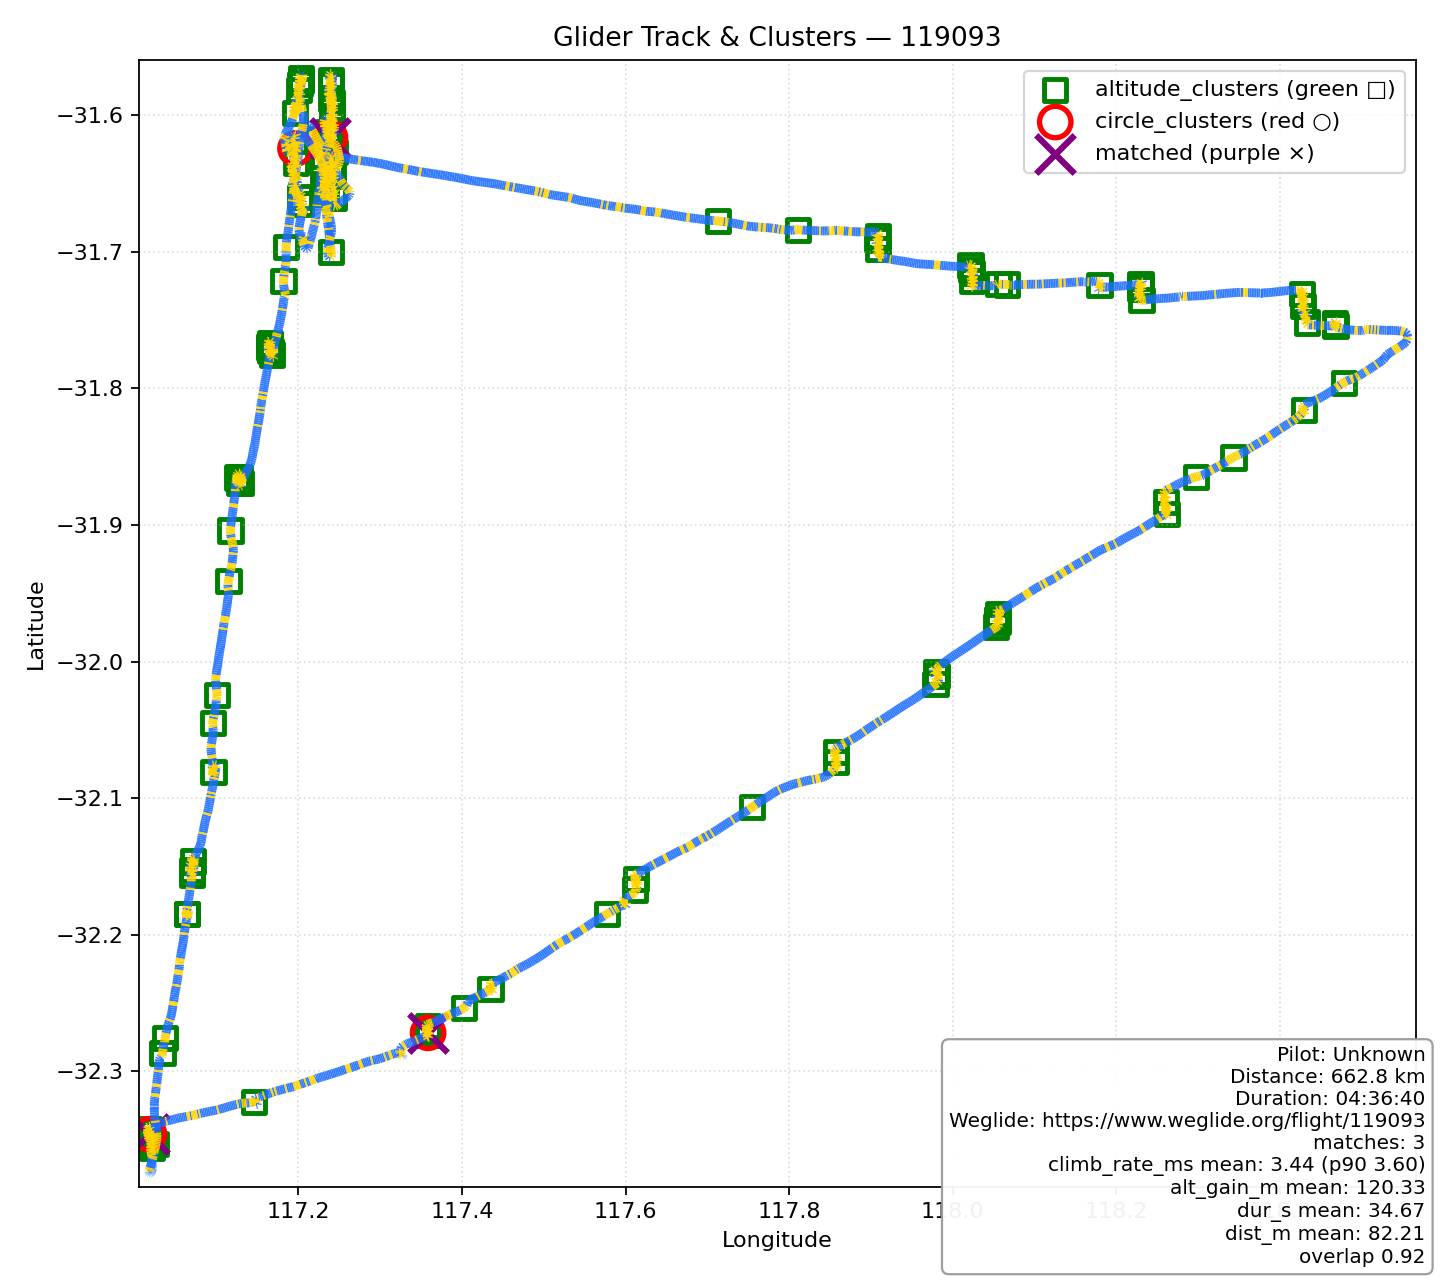 Glider Track & Clusters — 119093
altitude_clusters (green □)
circle_clusters (red ○)
matched (purple ×)
Latitude
−31.6
−31.7
−31.8
−31.9
−32.0
−32.1
−32.2
−32.3
117.2
117.4
117.6
117.8
118.0
118.2
Longitude
Pilot: Unknown
Distance: 662.8 km
Duration: 04:36:40
Weglide: https://www.weglide.org/flight/119093
matches: 3
climb_rate_ms mean: 3.44 (p90 3.60)
alt_gain_m mean: 120.33
dur_s mean: 34.67
dist_m mean: 82.21
overlap 0.92